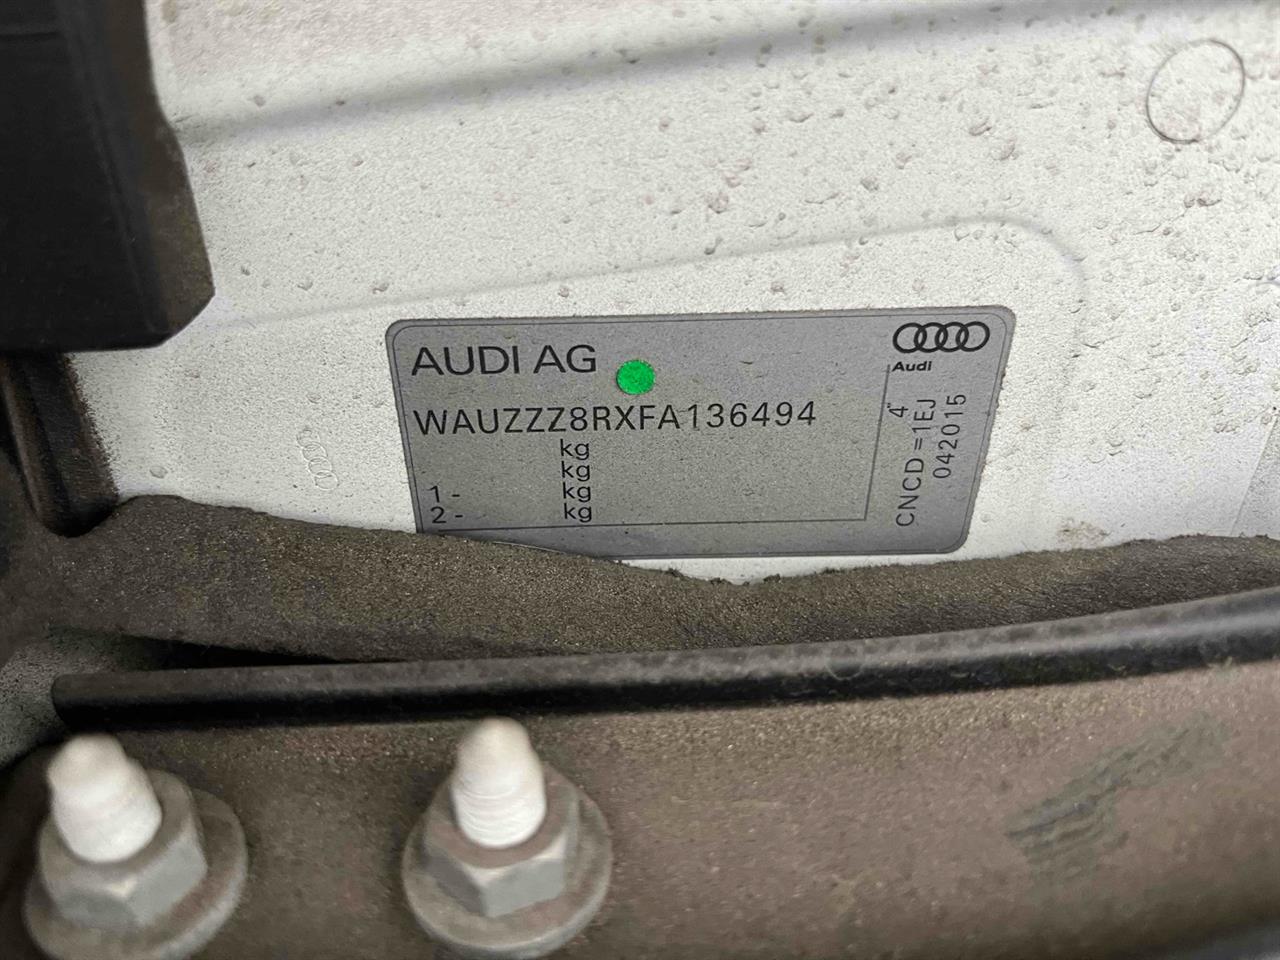 AUDI AG
Audi
WAUZZZ8RXFA136494
kg
kg
1 - kg
2 - kg
CNCD = 1EJ 4"
042015